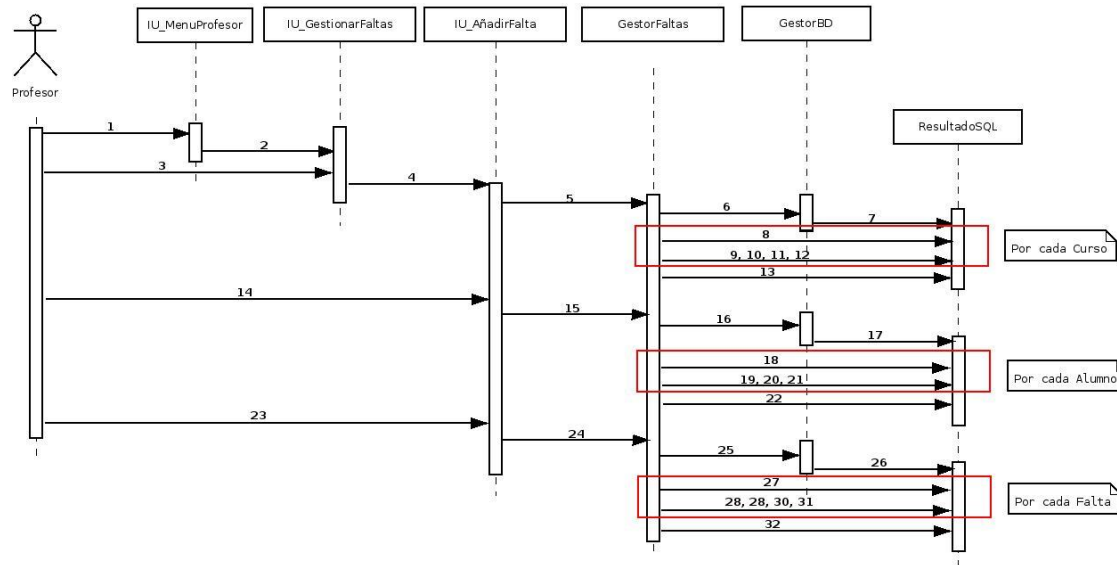 IU_MenuProfesor
IU_GestionarFaltas
IU_AñadirFalta
GestorFaltas
GestorBD
Profesor
ResultadoSQL
1
2
3
4
5
6
7
8
Por cada Curso
9, 10, 11, 12
13
14
15
16
17
18
Por cada Alumno
19, 20, 21
22
23
24
25
26
27
Por cada Falta
28, 28, 30, 31
32